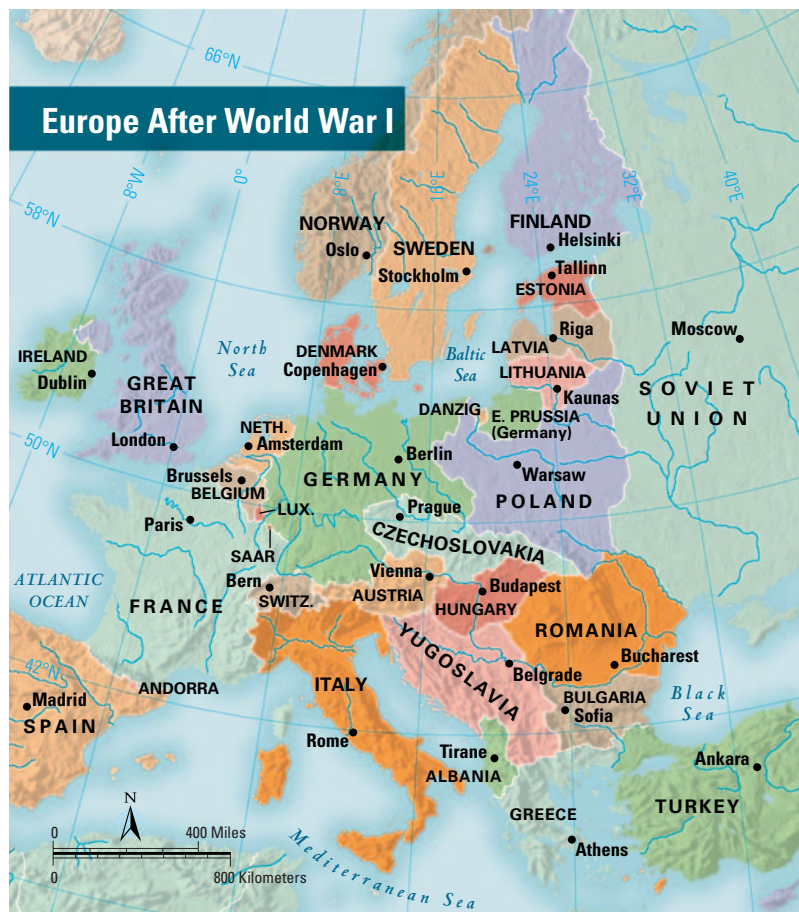 66°N
Europe After World War I
8°W
0°
8°E
16°E
24°E
32°E
40°E
58°N
NORWAY
Oslo
SWEDEN
Stockholm
FINLAND
Helsinki
Tallinn
ESTONIA
Riga
LATVIA
Moscow
North
Sea
DENMARK
Copenhagen
Baltic
Sea
LITHUANIA
Kaunas
SOVIET
UNION
IRELAND
Dublin
GREAT
BRITAIN
London
DANZIG
E. PRUSSIA
(Germany)
NETH.
Amsterdam
50°N
Berlin
Brussels
BELGIUM
GERMANY
Warsaw
POLAND
LUX.
Paris
Prague
CZECHOSLOVAKIA
SAAR
ATLANTIC
OCEAN
Bern
SWITZ.
Vienna
AUSTRIA
Budapest
HUNGARY
FRANCE
ROMANIA
YUGOSLAVIA
Belgrade
Bucharest
42°N
ANDORRA
ITALY
Madrid
SPAIN
BULGARIA
Sofia
Black
Sea
Rome
Tirane
ALBANIA
Ankara
TURKEY
GREECE
Athens
N
0
400 Miles
0
800 Kilometers
Mediterranean Sea